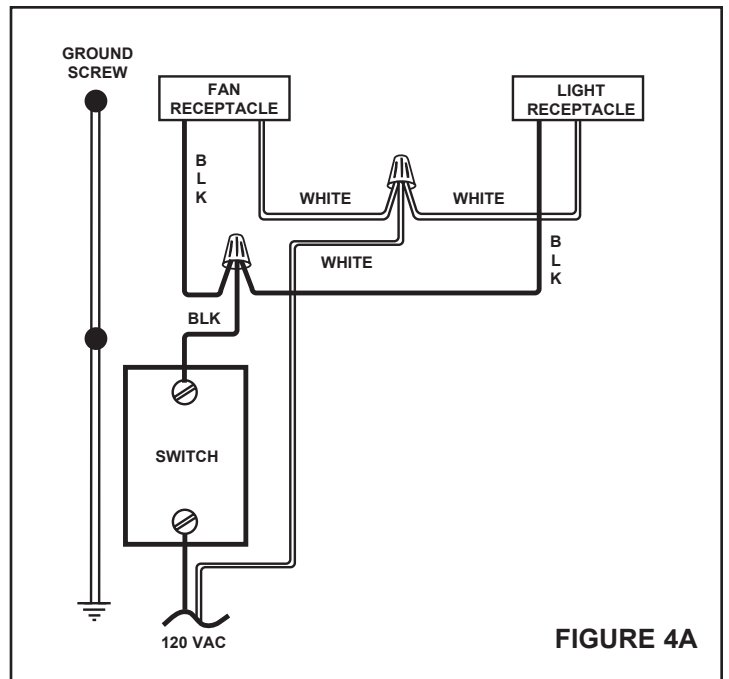 GROUND
SCREW
FAN
RECEPTACLE
LIGHT
RECEPTACLE
B
L
K
WHITE
WHITE
WHITE
B
L
K
BLK
SWITCH
120 VAC
FIGURE 4A